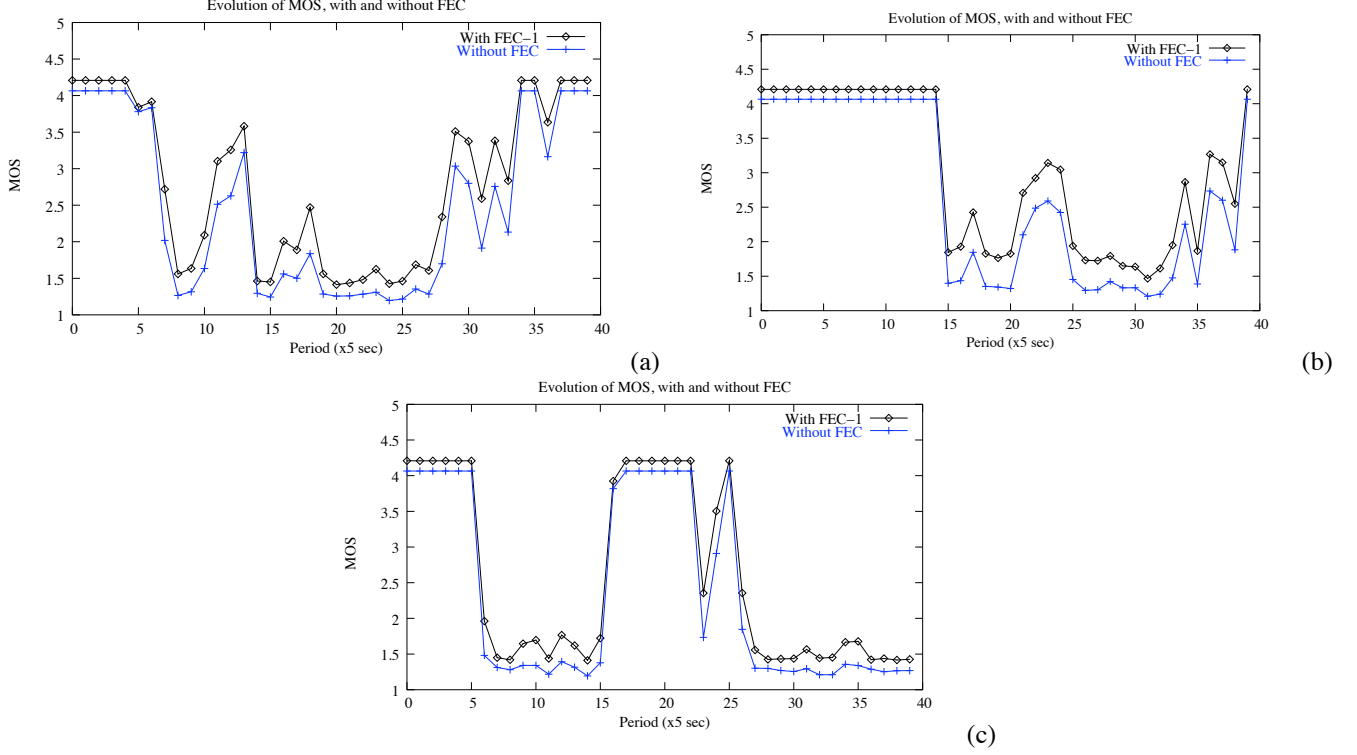 Evolution of MOS, with and without FEC
5
With FEC-1
Without FEC
4.5
4
3.5
3
2.5
2
1.5
1
MOS
0 5 10 15 20 25 30 35 40
Period (x5 sec)
(a)
Evolution of MOS, with and without FEC
5
With FEC-1
Without FEC
4.5
4
3.5
3
2.5
2
1.5
1
MOS
0 5 10 15 20 25 30 35 40
Period (x5 sec)
(b)
Evolution of MOS, with and without FEC
5
With FEC-1
Without FEC
4.5
4
3.5
3
2.5
2
1.5
1
MOS
0 5 10 15 20 25 30 35 40
Period (x5 sec)
(c)